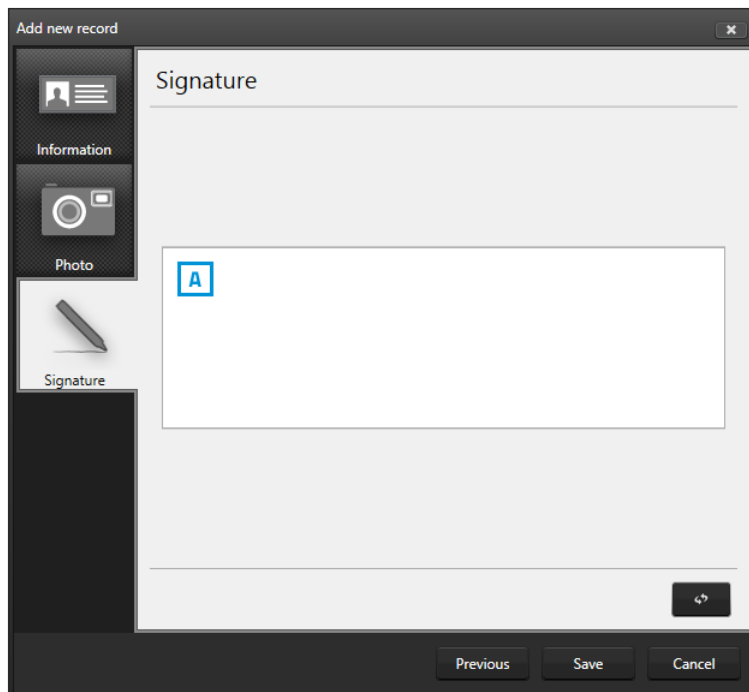 Add new record
Information
Photo
Signature
Signature
A
Previous
Save
Cancel